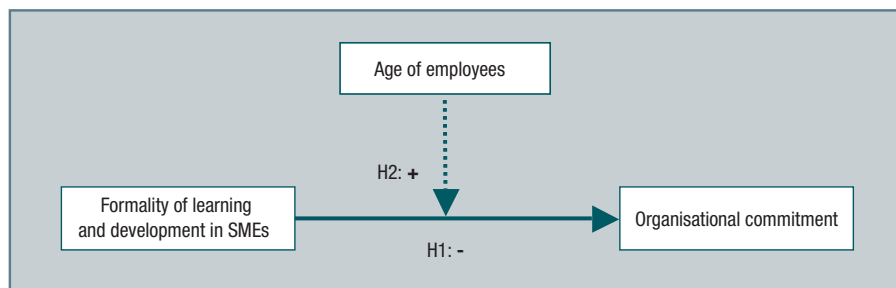 Age of employees
H2: +
Formality of learning
and development in SMEs
Organisational commitment
H1: -